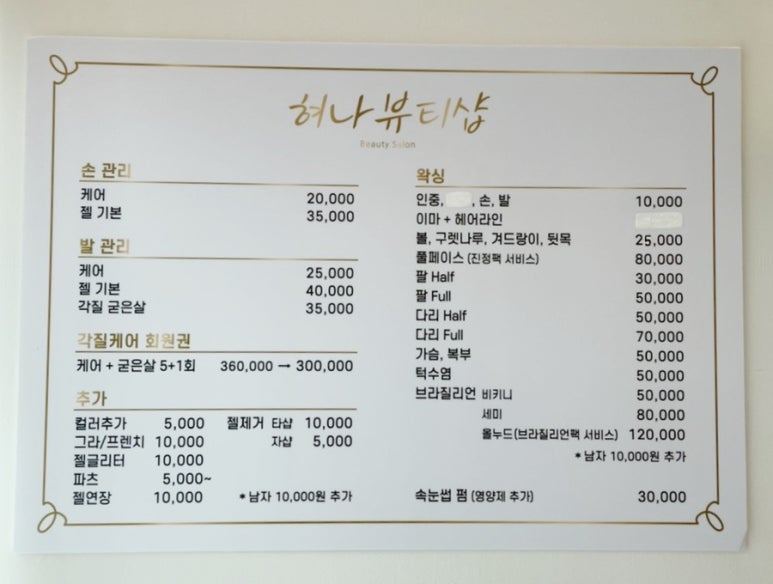 혀나뷰티샵
Beauty Salon
손 관리
케어 20,000
젤 기본 35,000
발 관리
케어 25,000
젤 기본 40,000
각질 굳은살 35,000
각질케어 회원권
케어 + 굳은살 5+1회 360,000 → 300,000
추가
컬러추가 5,000 젤제거 타샵 10,000
그라/프렌치 10,000 자샵 5,000
젤글리터 10,000
파츠 5,000~
젤연장 10,000 *남자 10,000원 추가
왁싱
인중, , 손, 발 10,000
이마 + 헤어라인
볼, 구렛나루, 겨드랑이, 뒷목 25,000
풀페이스 (진정팩 서비스) 80,000
팔 Half 30,000
팔 Full 50,000
다리 Half 50,000
다리 Full 70,000
가슴, 복부 50,000
턱수염 50,000
브라질리언 비키니 50,000
세미 80,000
올누드(브라질리언팩 서비스) 120,000
*남자 10,000원 추가
속눈썹 펌 (영양제 추가) 30,000